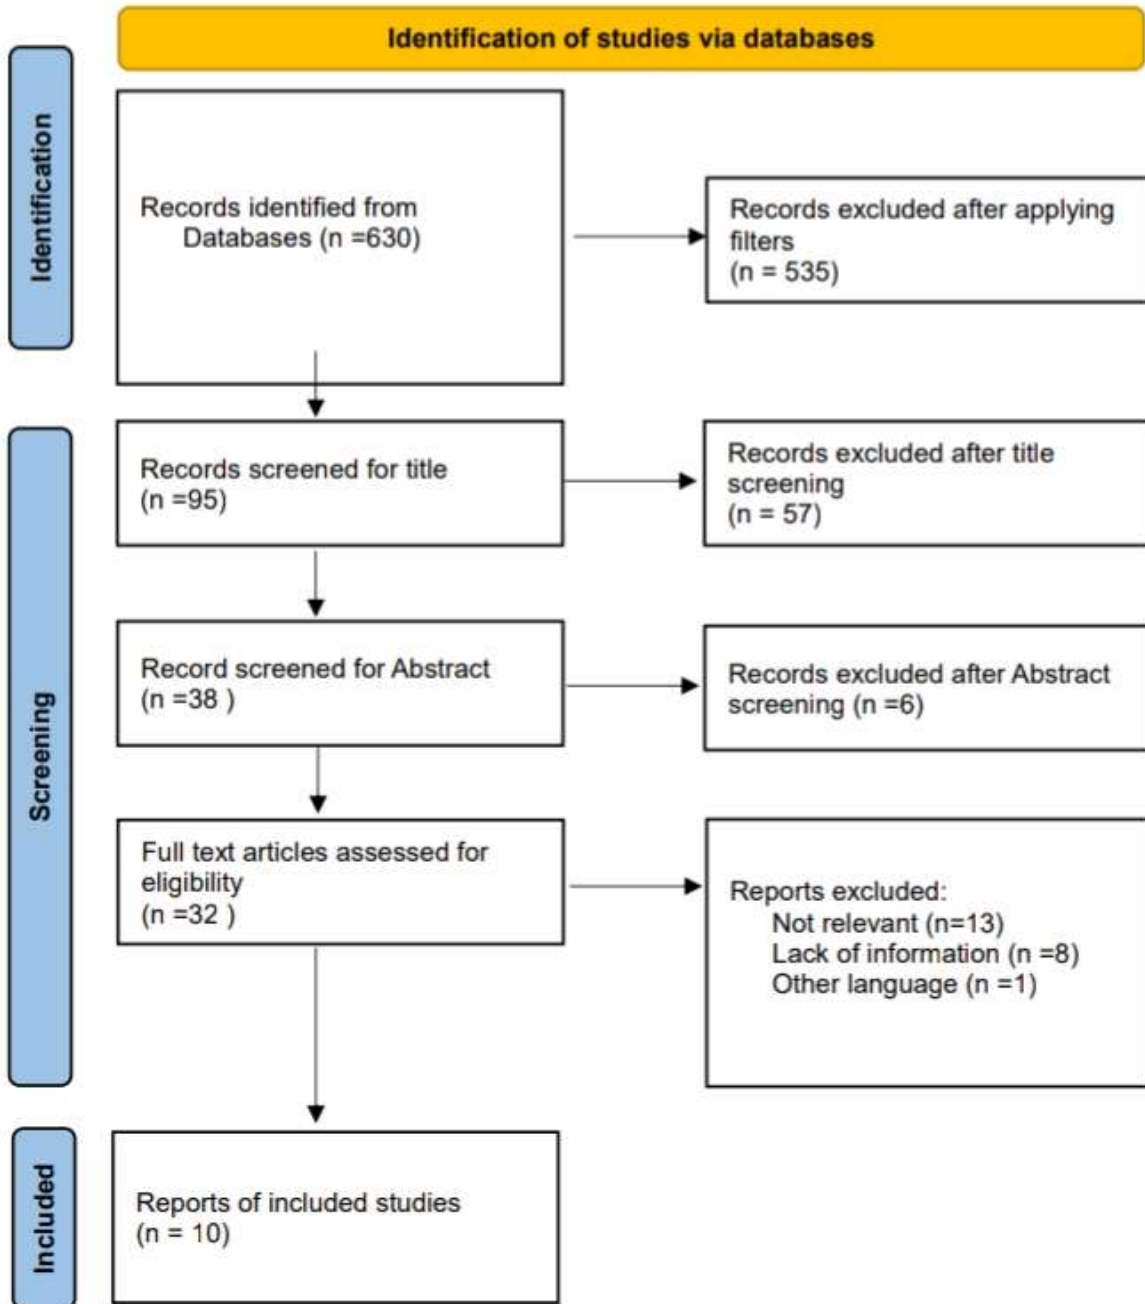 Identification of studies via databases
Identification
Records identified from
Databases (n =630)
Records excluded after applying
filters
(n = 535)
Screening
Records screened for title
(n =95)
Records excluded after title
screening
(n = 57)
Record screened for Abstract
(n =38 )
Records excluded after Abstract
screening (n =6)
Full text articles assessed for
eligibility
(n =32 )
Reports excluded:
Not relevant (n=13)
Lack of information (n =8)
Other language (n =1)
Included
Reports of included studies
(n = 10)